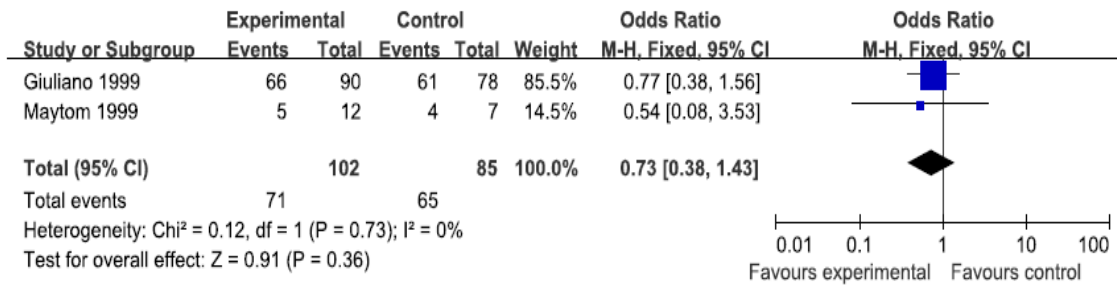 Experimental Control Odds Ratio Odds Ratio
Study or Subgroup Events Total Events Total Weight M-H, Fixed, 95% CI M-H, Fixed, 95% CI
Giuliano 1999 66 90 61 78 85.5% 0.77 [0.38, 1.56]
Maytom 1999 5 12 4 7 14.5% 0.54 [0.08, 3.53]
Total (95% CI) 102 85 100.0% 0.73 [0.38, 1.43]
Total events 71 65
Heterogeneity: Chi² = 0.12, df = 1 (P = 0.73); I² = 0%
Test for overall effect: Z = 0.91 (P = 0.36)
0.01 0.1 1 10 100
Favours experimental Favours control